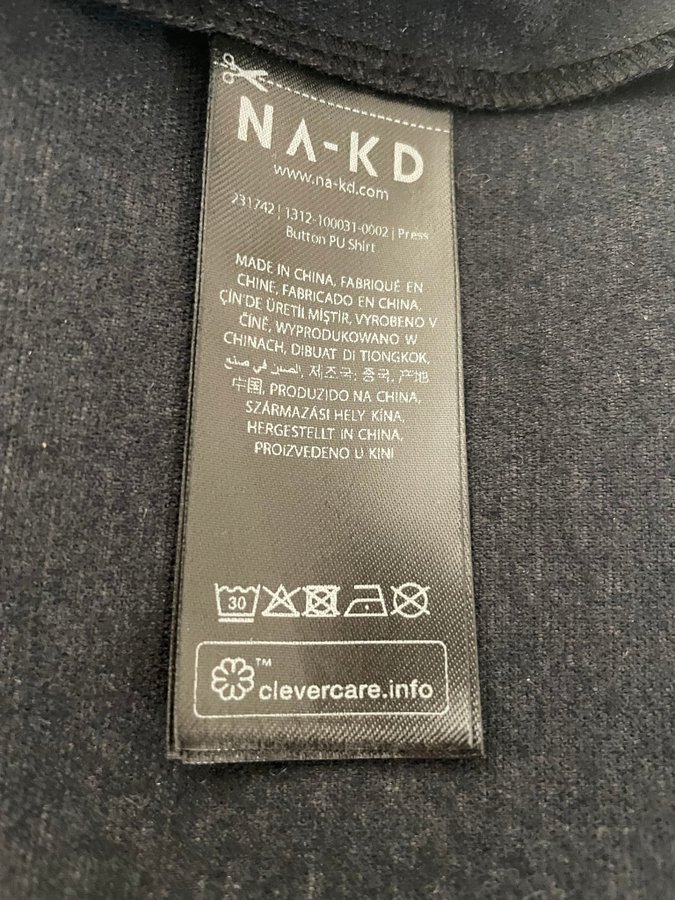 NA-KD
www.na-kd.com
231742 | 1312-100031-0002 | Press
Button PU Shirt
MADE IN CHINA, FABRIQUÉ EN
CHINE, FABRICADO EN CHINA,
ÇİN'DE ÜRETİLMİŞTİR, VYROBENO V
ČÍNĚ, WYPRODUKOWANO W
CHINACH, DIBUAT DI TIONGKOK,
الصين في صنع, 제조국: 중국, 产地
中国, PRODUZIDO NA CHINA,
SZÁRMAZÁSI HELY KÍNA,
HERGESTELLT IN CHINA,
PROIZVEDENO U KINI
30
™
clevercare.info